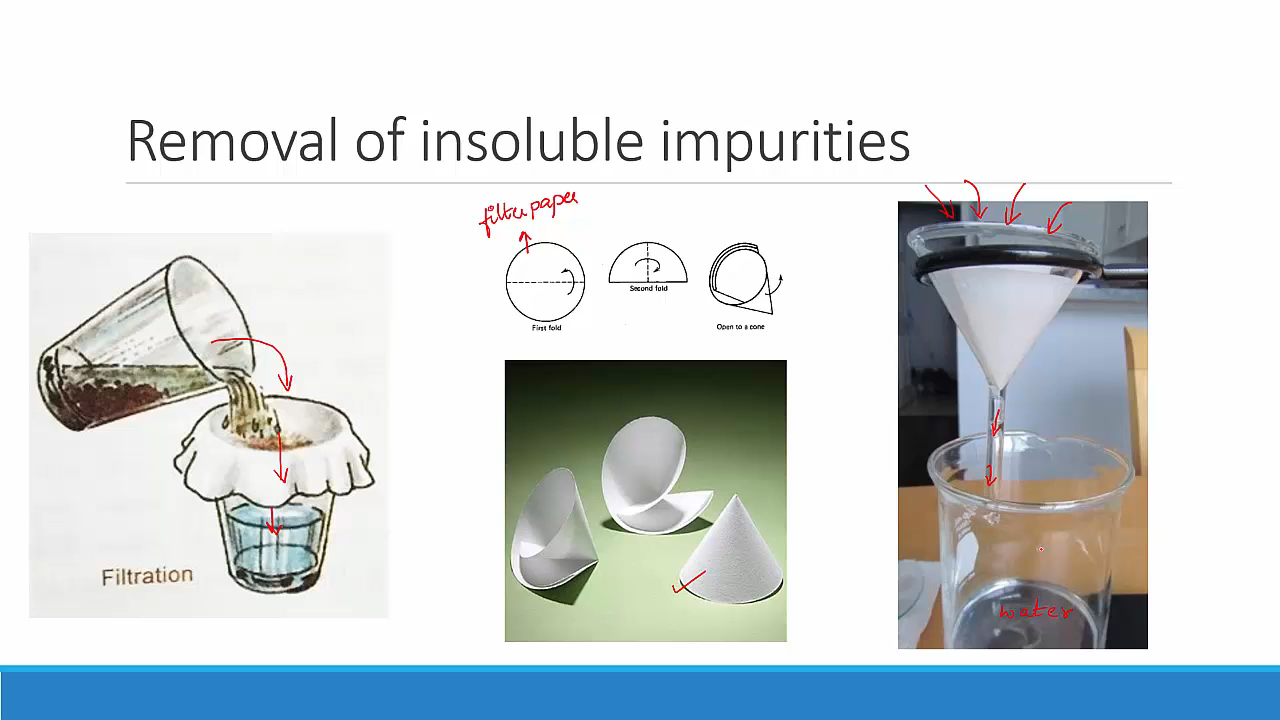 Removal of insoluble impurities
filter paper
First fold
Second fold
Open to a cone
Filtration
water